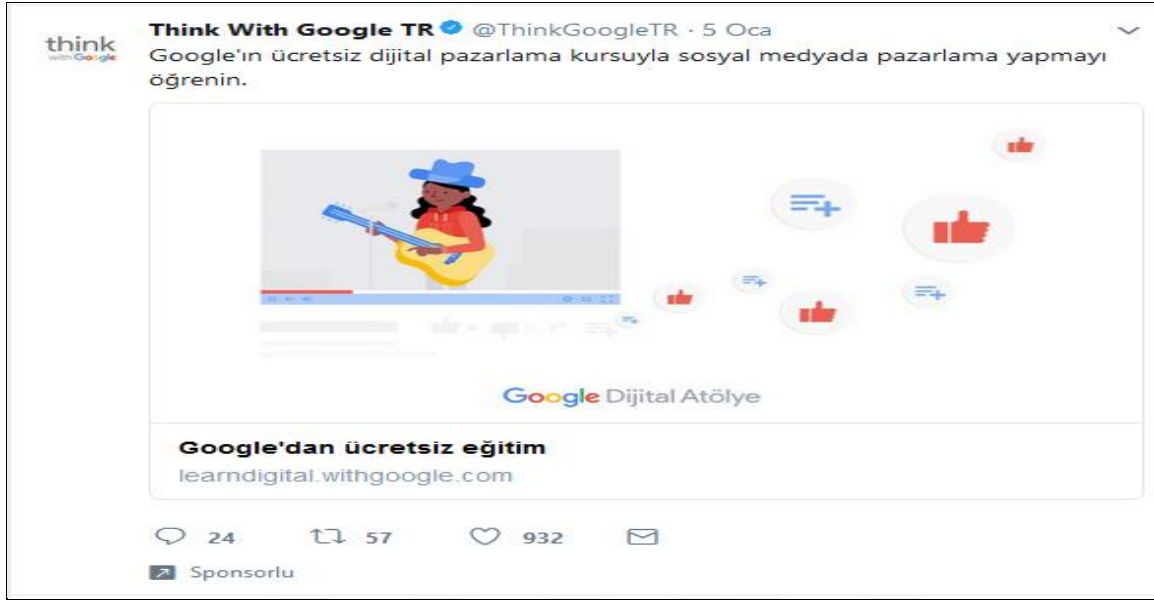 think
with Google
Think With Google TR @ThinkGoogleTR · 5 Oca
Google'ın ücretsiz dijital pazarlama kursuyla sosyal medyada pazarlama yapmayı
öğrenin.
Google Dijital Atölye
Google'dan ücretsiz eğitim
learndigital.withgoogle.com
24 57 932
Sponsorlu